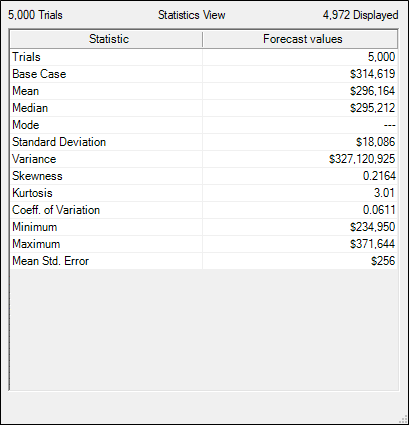 5,000 Trials Statistics View 4,972 Displayed
Statistic Forecast values
Trials 5,000
Base Case $314,619
Mean $296,164
Median $295,212
Mode ---
Standard Deviation $18,086
Variance $327,120,925
Skewness 0.2164
Kurtosis 3.01
Coeff. of Variation 0.0611
Minimum $234,950
Maximum $371,644
Mean Std. Error $256